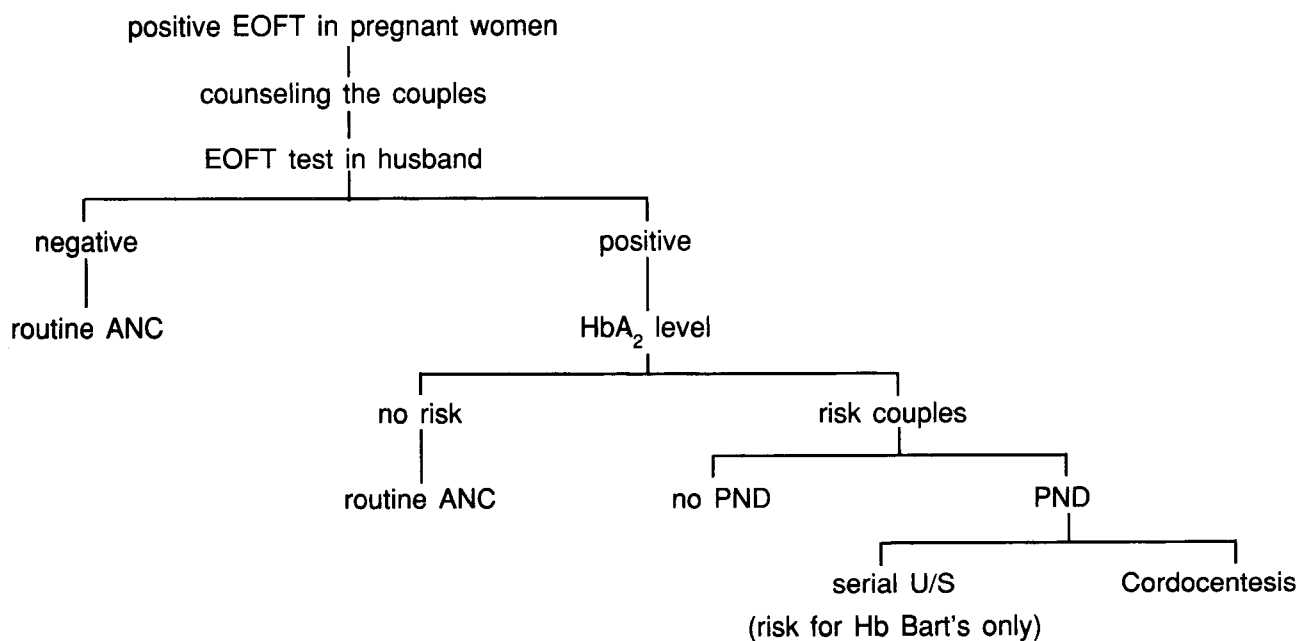 positive EOFT in pregnant women
counseling the couples
EOFT test in husband
negative
positive
routine ANC
HbA₂ level
no risk
risk couples
routine ANC
no PND
PND
serial U/S
Cordocentesis
(risk for Hb Bart's only)